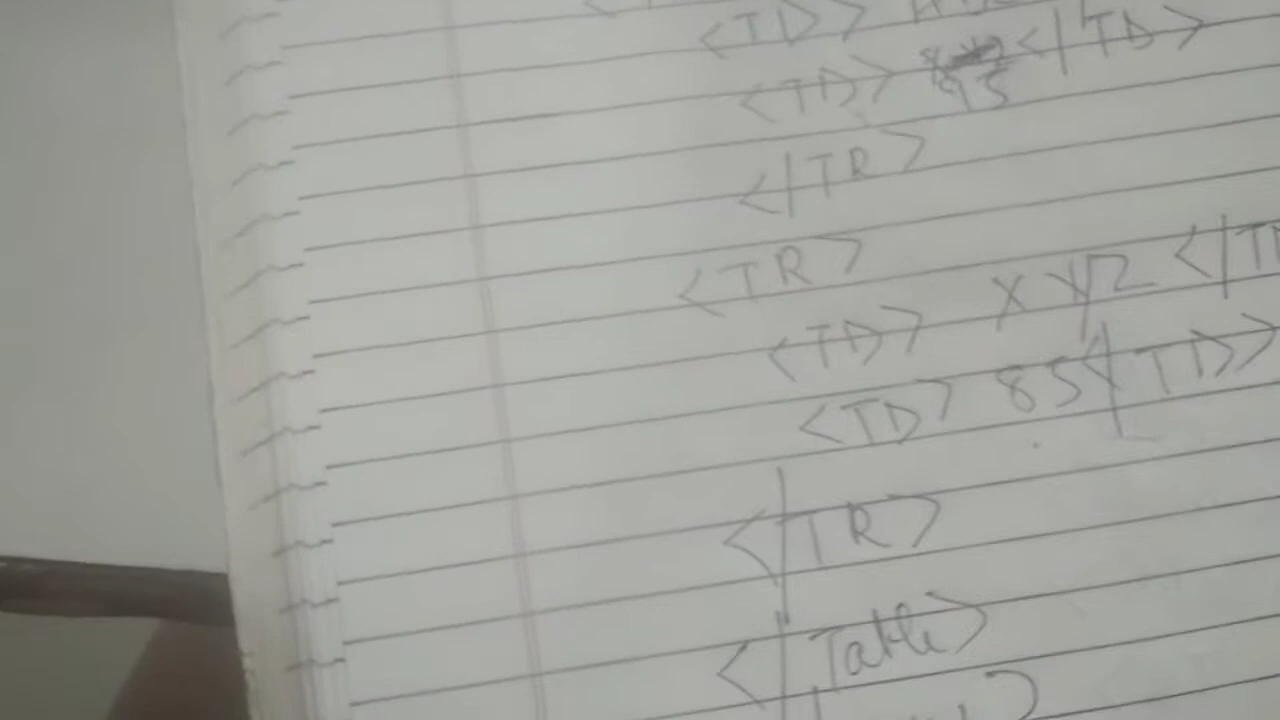 <TD>
<TD> 95 </TD>
</TR>
<TR>
<TD> XYZ </TD
<TD> 85 </TD>
</TR>
</Table>